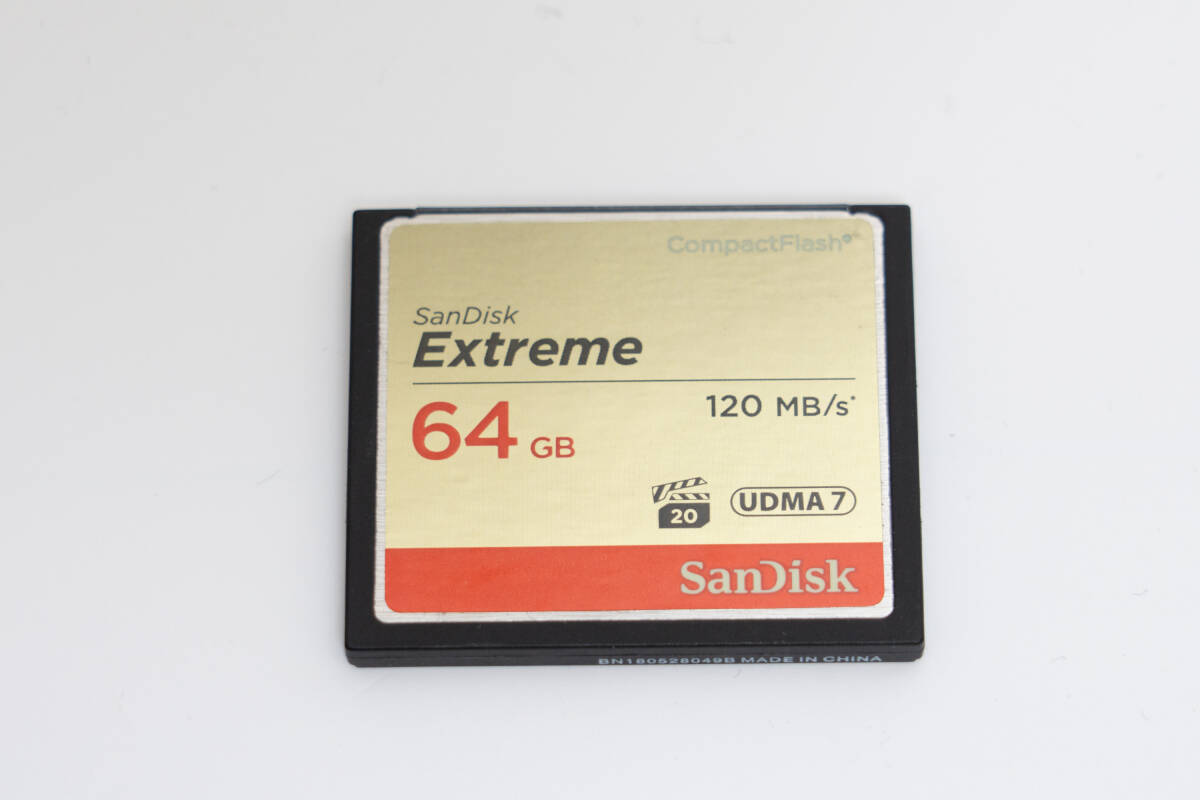 CompactFlash®
SanDisk
Extreme
64 GB
120 MB/s*
20
UDMA 7
SanDisk
BN180528049B MADE IN CHINA